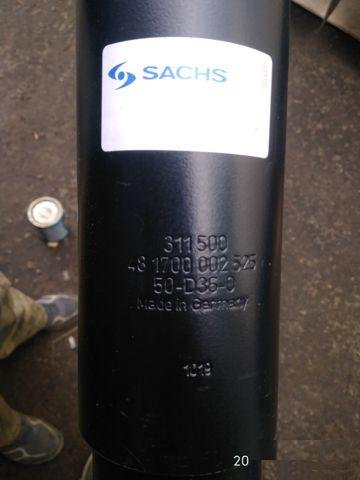 SACHS
311 500
48 1700 002 525
50-D36-0
Made in Germany
1019
20